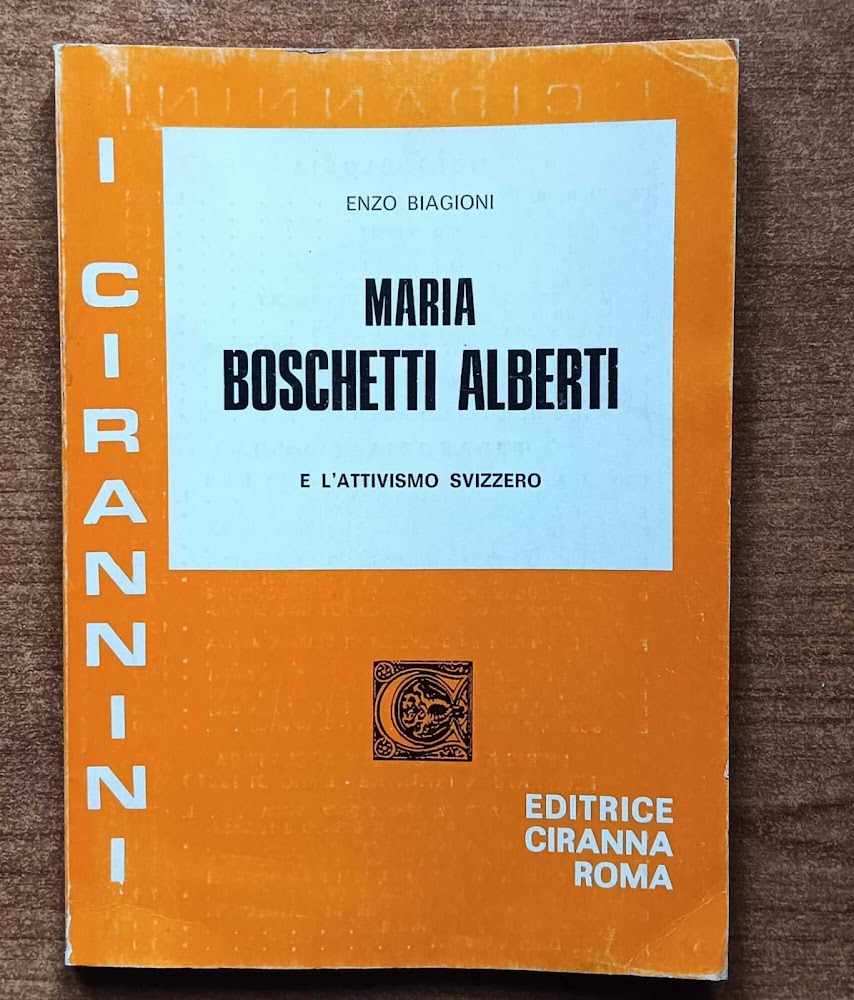 I CIRANNINI
ENZO BIAGIONI
MARIA
BOSCHETTI ALBERTI
E L'ATTIVISMO SVIZZERO
C
EDITRICE
CIRANNA
ROMA